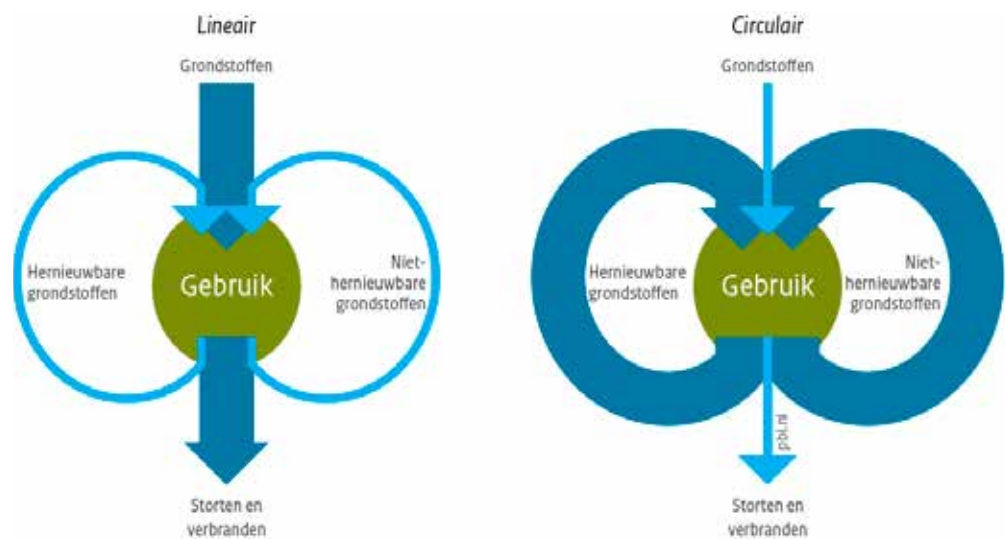 Lineair
Grondstoffen
Hernieuwbare
grondstoffen
Gebruik
Niet-
hernieuwbare
grondstoffen
Storten en
verbranden
Circulair
Grondstoffen
Hernieuwbare
grondstoffen
Gebruik
Niet-
hernieuwbare
grondstoffen
pbl.nl
Storten en
verbranden